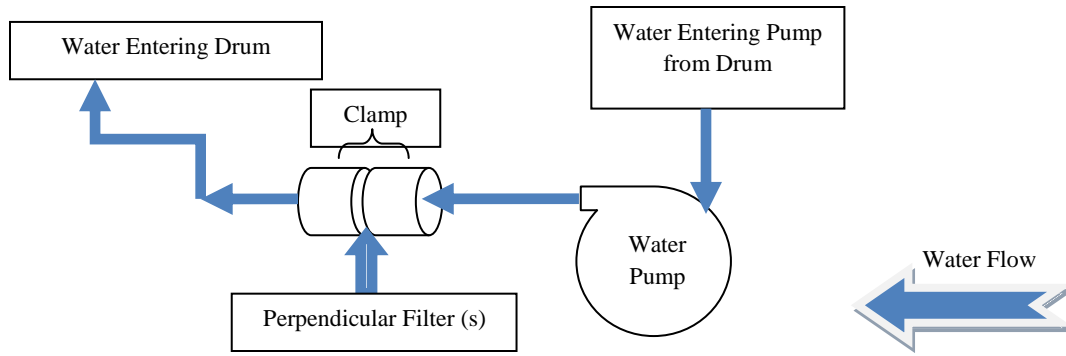 Water Entering Drum
Water Entering Pump
from Drum
Clamp
Water
Pump
Water Flow
Perpendicular Filter (s)